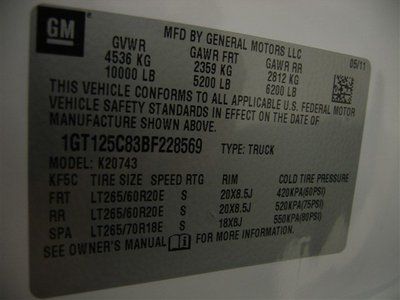 GM
MFD BY GENERAL MOTORS LLC
GVWR GAWR FRT GAWR RR 05/11
4536 KG 2359 KG 2812 KG
10000 LB 5200 LB 6200 LB
THIS VEHICLE CONFORMS TO ALL APPLICABLE U.S. FEDERAL MOTOR
VEHICLE SAFETY STANDARDS IN EFFECT ON THE DATE OF
MANUFACTURE SHOWN ABOVE.
1GT125C83BF228569 TYPE: TRUCK
MODEL: K20743
KF5C TIRE SIZE SPEED RTG RIM COLD TIRE PRESSURE
FRT LT265/60R20E S 20X8.5J 420KPA(60PSI)
RR LT265/60R20E S 20X8.5J 520KPA(75PSI)
SPA LT265/70R18E S 18X8J 550KPA(80PSI)
SEE OWNER'S MANUAL FOR MORE INFORMATION.